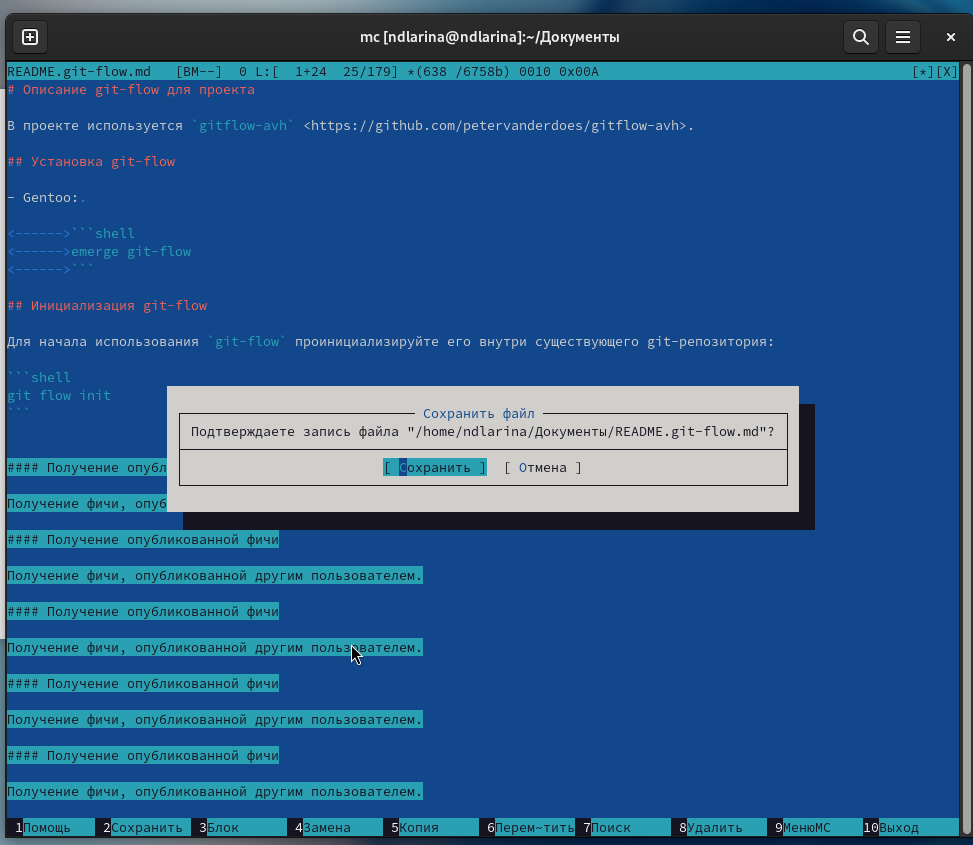 mc [ndlarina@ndlarina]:~/Документы
README.git-flow.md   [BM--]  0 L:[  1+24  25/179] *(638 /6758b) 0010 0x00A   [*][X]
# Описание git-flow для проекта
В проекте используется `gitflow-avh` <https://github.com/petervanderdoes/gitflow-avh>.
## Установка git-flow
- Gentoo:.
<------>```shell
<------>emerge git-flow
<------>```
## Инициализация git-flow
Для начала использования `git-flow` проинициализируйте его внутри существующего git-репозитория:
```shell
git flow init
```
Сохранить файл
Подтверждаете запись файла "/home/ndlarina/Документы/README.git-flow.md"?
[ Сохранить ]  [ Отмена ]
#### Получение опубл
Получение фичи, опуб
#### Получение опубликованной фичи
Получение фичи, опубликованной другим пользователем.
#### Получение опубликованной фичи
Получение фичи, опубликованной другим пользователем.
#### Получение опубликованной фичи
Получение фичи, опубликованной другим пользователем.
#### Получение опубликованной фичи
Получение фичи, опубликованной другим пользователем.
1Помощь  2Сохранить  3Блок  4Замена  5Копия  6Перем~тить  7Поиск  8Удалить  9МенюMC  10Выход